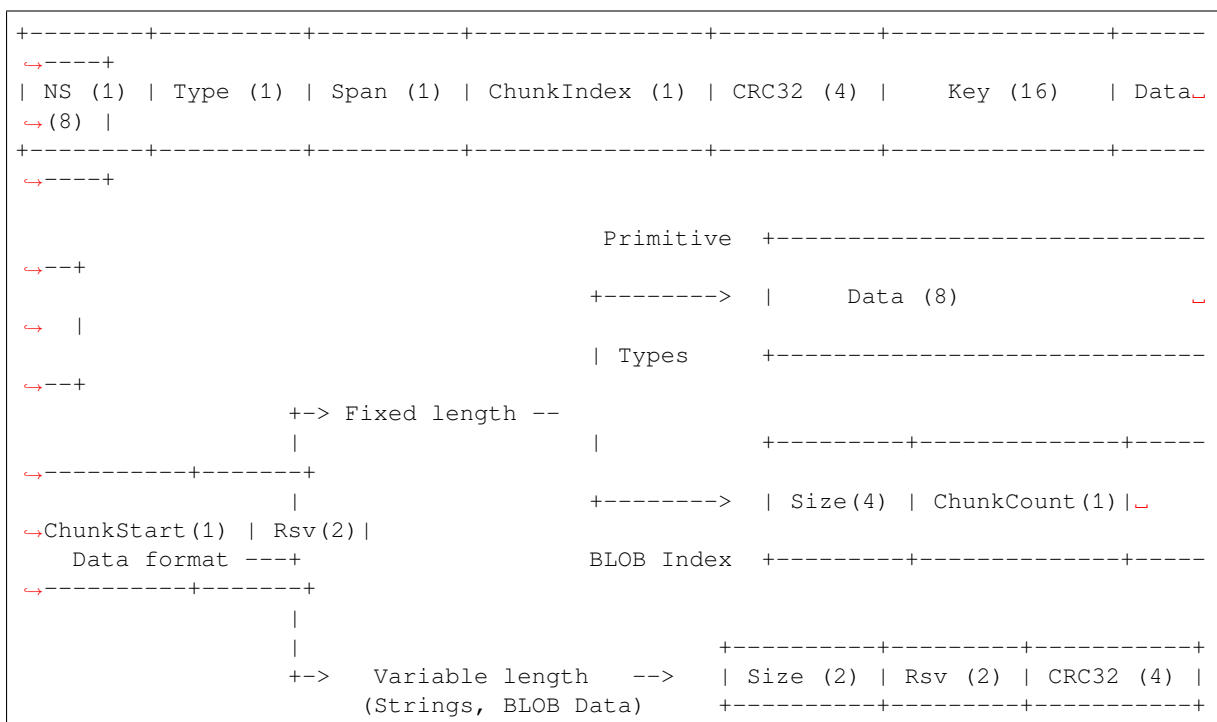 +--------+----------+----------+----------------+-----------+---------------+------
↪----+
| NS (1) | Type (1) | Span (1) | ChunkIndex (1) | CRC32 (4) |    Key (16)    | Data␣
↪(8) |
+--------+----------+----------+----------------+-----------+---------------+------
↪----+
                                         Primitive  +------------------------------
↪--+
                                        +-------->  |     Data (8)                ␣
↪  |
                                        | Types     +------------------------------
↪--+
                   +-> Fixed length --
                   |                    |           +---------+--------------+-----
↪----------+-------+
                   |                    +-------->  | Size(4) | ChunkCount(1)|␣
↪ChunkStart(1) | Rsv(2)|
    Data format ---+                    BLOB Index  +---------+--------------+-----
↪----------+-------+
                   |
                   |                             +----------+---------+-----------+
                   +->   Variable length   -->   | Size (2) | Rsv (2) | CRC32 (4) |
                        (Strings, BLOB Data)     +----------+---------+-----------+